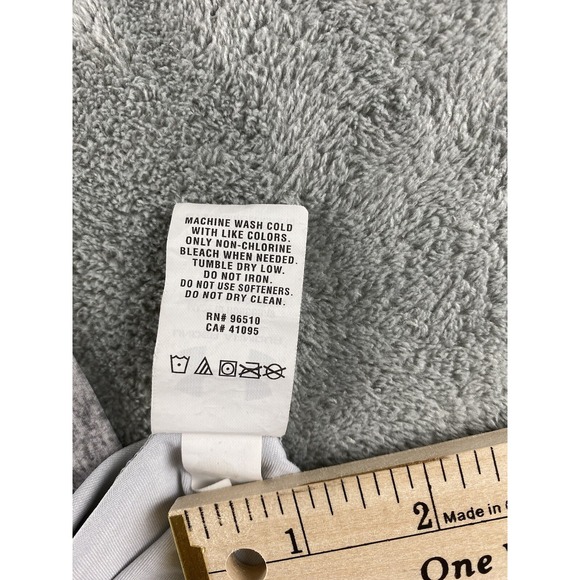 MACHINE WASH COLD
WITH LIKE COLORS.
ONLY NON-CHLORINE
BLEACH WHEN NEEDED.
TUMBLE DRY LOW.
DO NOT IRON.
DO NOT USE SOFTENERS.
DO NOT DRY CLEAN.
RN# 96510
CA# 41095
1
2
Made in
One